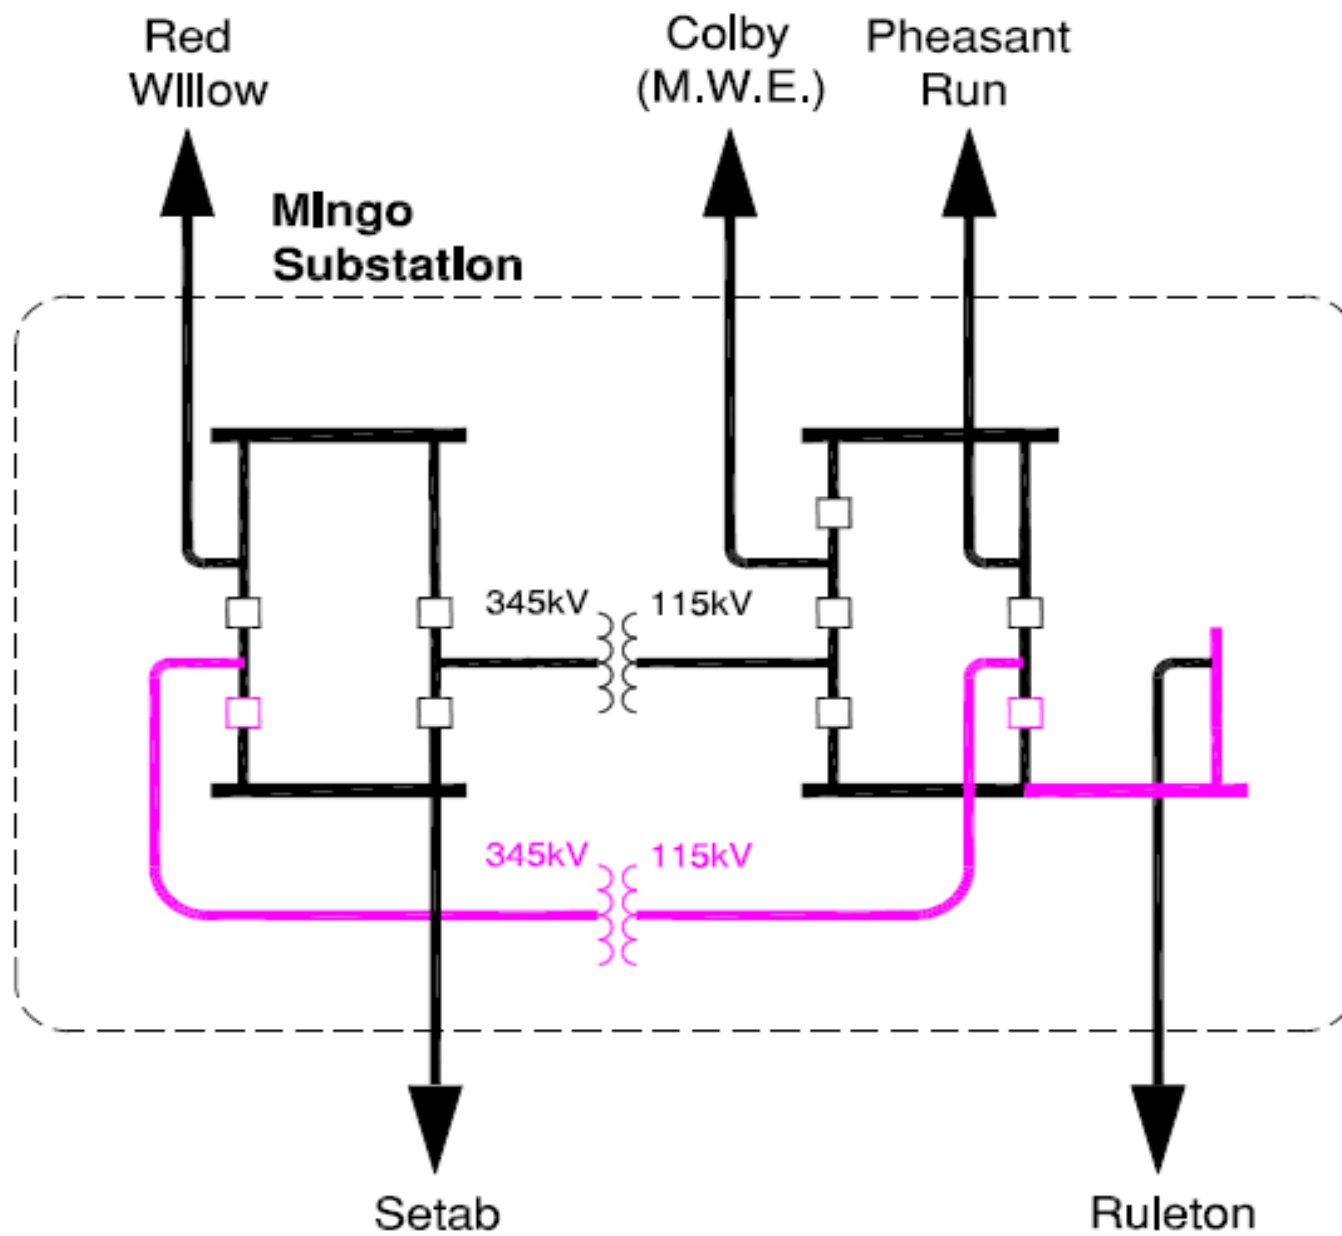 Red
Willow
Colby
(M.W.E.)
Pheasant
Run
Mingo
Substation
345kV
115kV
345kV
115kV
Setab
Ruleton